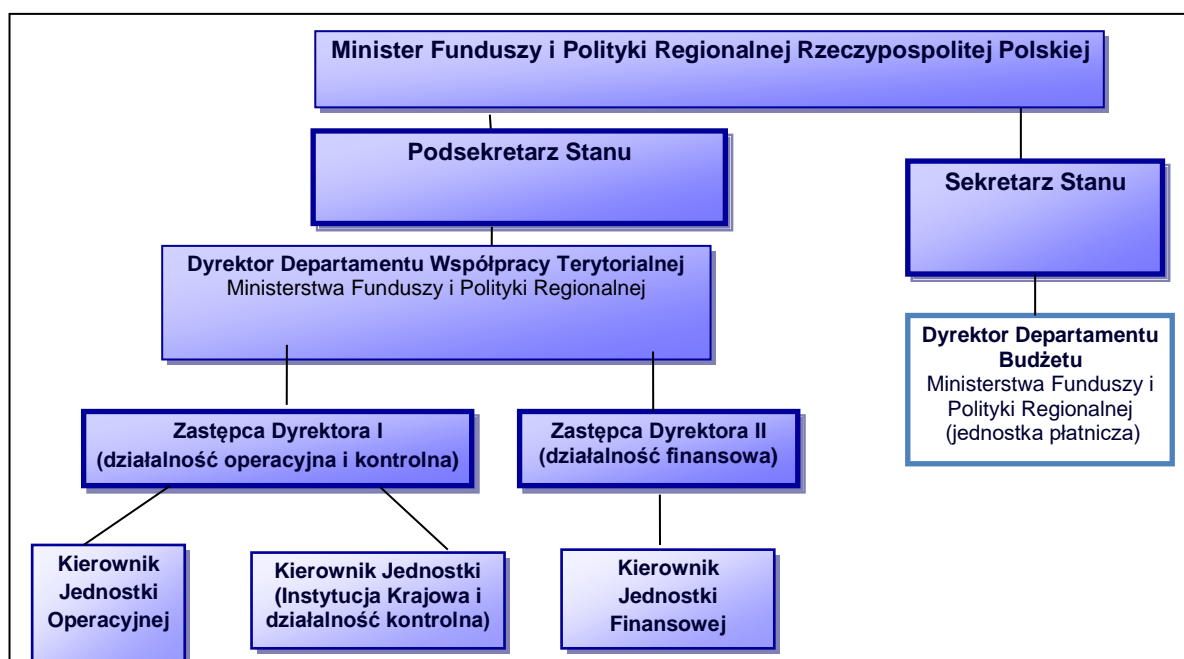 Minister Funduszy i Polityki Regionalnej Rzeczypospolitej Polskiej
Podsekretarz Stanu
Sekretarz Stanu
Dyrektor Departamentu Współpracy Terytorialnej
Ministerstwa Funduszy i Polityki Regionalnej
Dyrektor Departamentu
Budżetu
Ministerstwa Funduszy i
Polityki Regionalnej
(jednostka płatnicza)
Zastępca Dyrektora I
(działalność operacyjna i kontrolna)
Zastępca Dyrektora II
(działalność finansowa)
Kierownik
Jednostki
Operacyjnej
Kierownik Jednostki
(Instytucja Krajowa i
działalność kontrolna)
Kierownik
Jednostki
Finansowej